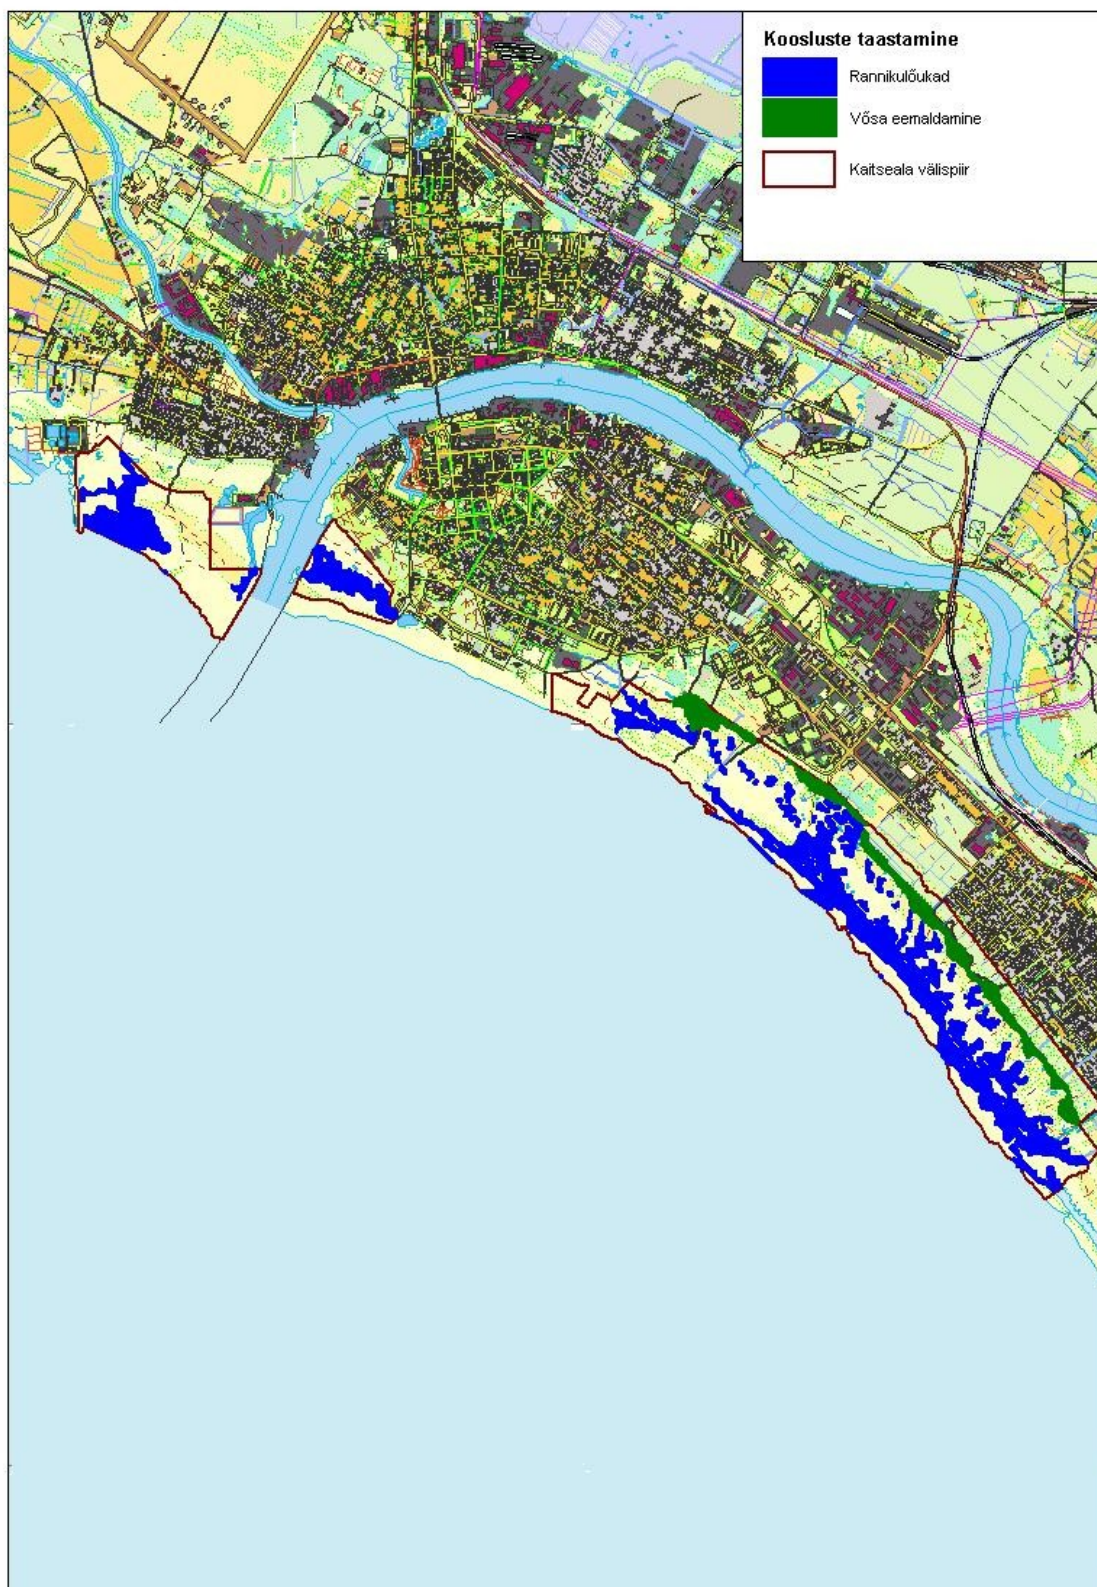 Koosluste taastamine
Rannikulõukad
Võsa eemaldamine
Kaitseala välispiir